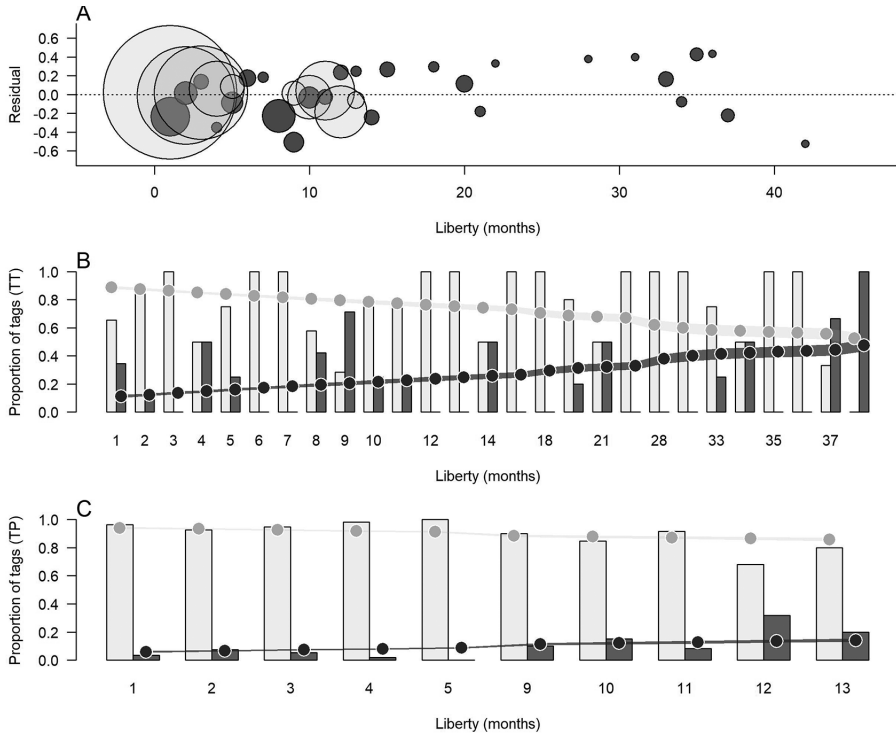 A
Residual
0.6
0.4
0.2
0.0
-0.2
-0.4
-0.6
0 10 20 30 40
Liberty (months)
B
Proportion of tags (TT)
1.0
0.8
0.6
0.4
0.2
0.0
1 2 3 4 5 6 7 8 9 10 12 14 18 21 28 33 35 37
Liberty (months)
C
Proportion of tags (TP)
1.0
0.8
0.6
0.4
0.2
0.0
1 2 3 4 5 9 10 11 12 13
Liberty (months)